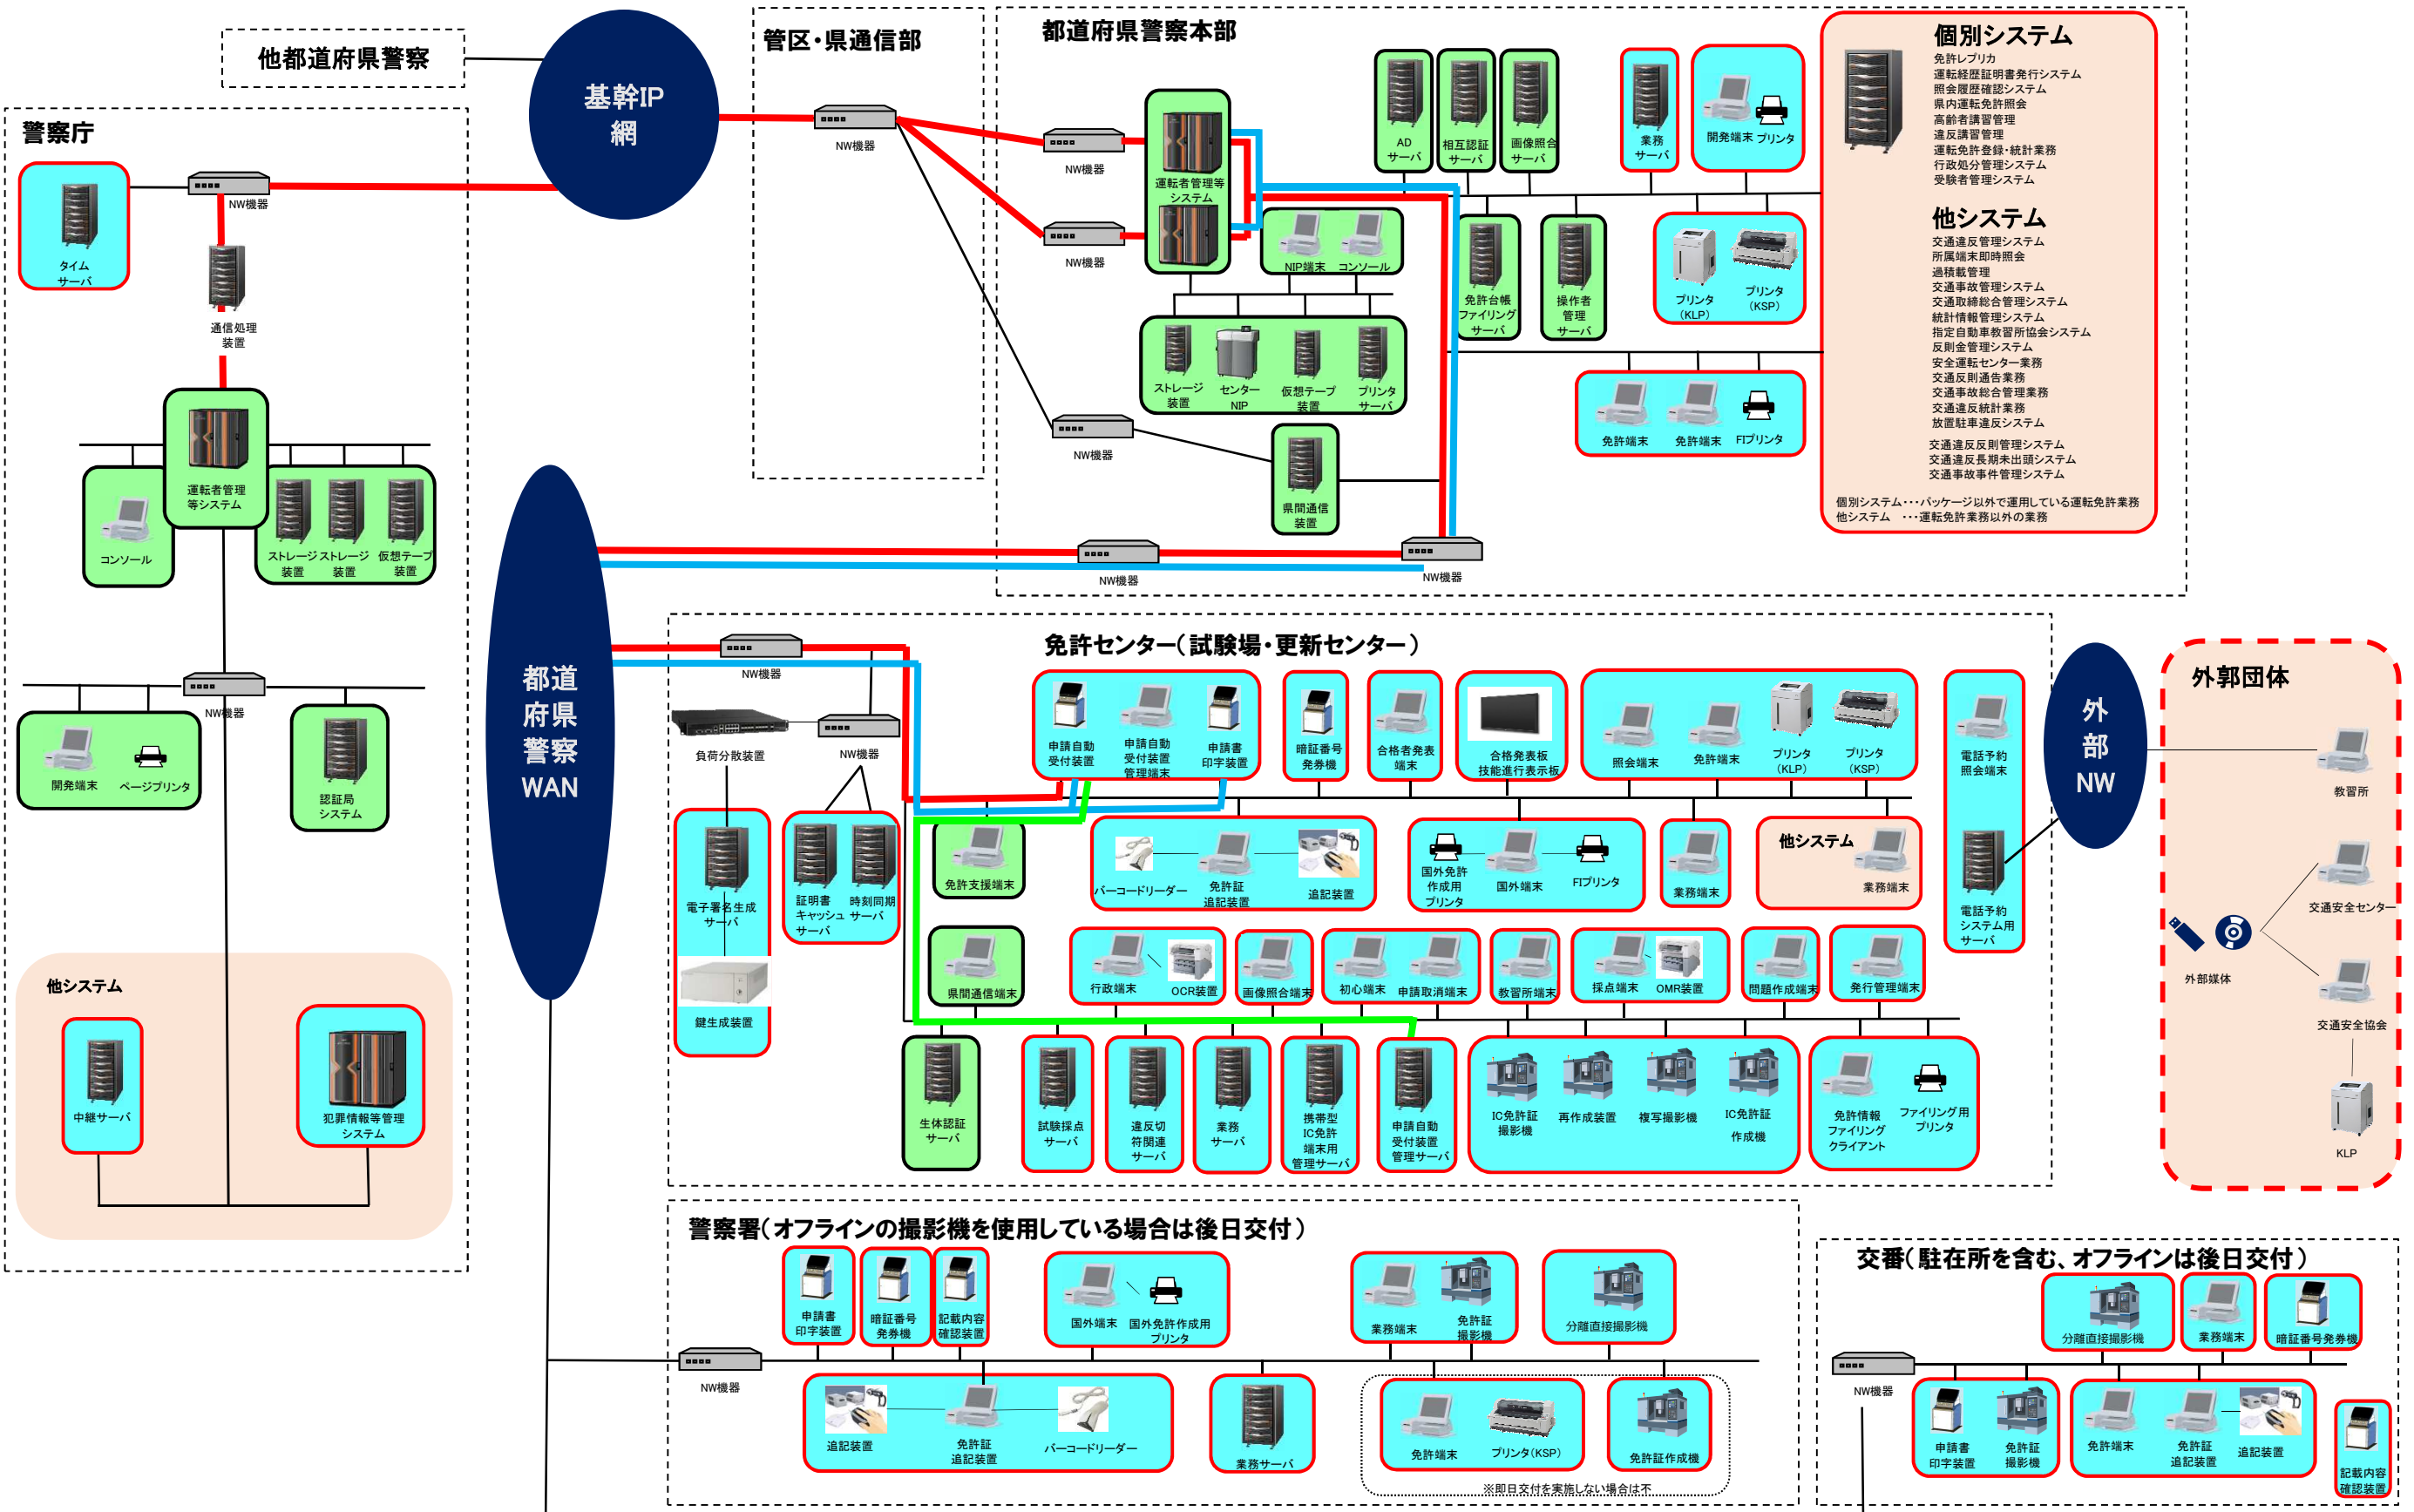 他都道府県警察
基幹IP
網
警察庁
タイム
サーバ
NW機器
通信処理
装置
運転者管理
等システム
コンソール
ストレージ
装置
ストレージ
装置
仮想テープ
装置
NW機器
開発端末
ページプリンタ
認証局
システム
他システム
中継サーバ
犯罪情報等管理
システム
管区・県通信部
NW機器
都道府県警察本部
NW機器
NW機器
運転者管理等
システム
NIP端末
コンソール
ストレージ
装置
センター
NIP
仮想テープ
装置
プリンタ
サーバ
NW機器
県間通信
装置
NW機器
NW機器
AD
サーバ
相互認証
サーバ
画像照合
サーバ
業務
サーバ
開発端末
プリンタ
免許台帳
ファイリング
サーバ
操作者
管理
サーバ
プリンタ
(KLP)
プリンタ
(KSP)
免許端末
免許端末
FIプリンタ
個別システム
免許レプリカ
運転経歴証明書発行システム
照会履歴確認システム
県内運転免許照会
高齢者講習管理
違反講習管理
運転免許登録・統計業務
行政処分管理システム
受験者管理システム
他システム
交通違反管理システム
所属端末即時照会
過積載管理
交通事故管理システム
交通取締総合管理システム
統計情報管理システム
指定自動車教習所協会システム
反則金管理システム
安全運転センター業務
交通反則通告業務
交通事故総合管理業務
交通違反統計業務
放置駐車違反システム
交通違反反則管理システム
交通違反長期未出頭システム
交通事故事件管理システム
個別システム・・・パッケージ以外で運用している運転免許業務
他システム ・・・運転免許業務以外の業務
都道
府県
警察
WAN
免許センター(試験場・更新センター)
NW機器
負荷分散装置
NW機器
電子署名生成
サーバ
鍵生成装置
証明書
キャッシュ
サーバ
時刻同期
サーバ
申請自動
受付装置
申請自動
受付装置
管理端末
申請書
印字装置
暗証番号
発券機
合格者発表
端末
合格発表板
技能進行表示板
照会端末
免許端末
プリンタ
(KLP)
プリンタ
(KSP)
電話予約
照会端末
電話予約
システム用
サーバ
免許支援端末
バーコードリーダー
免許証
追記装置
追記装置
国外免許
作成用
プリンタ
国外端末
FIプリンタ
業務端末
他システム
業務端末
県間通信端末
行政端末
OCR装置
画像照合端末
初心端末
申請取消端末
教習所端末
採点端末
OMR装置
問題作成端末
発行管理端末
生体認証
サーバ
試験採点
サーバ
違反切
符関連
サーバ
業務
サーバ
携帯型
IC免許
端末用
管理サーバ
申請自動
受付装置
管理サーバ
IC免許証
撮影機
再作成装置
複写撮影機
IC免許証
作成機
免許情報
ファイリング
クライアント
ファイリング用
プリンタ
外
部
NW
外郭団体
教習所
交通安全センター
外部媒体
交通安全協会
KLP
警察署(オフラインの撮影機を使用している場合は後日交付)
NW機器
申請書
印字装置
暗証番号
発券機
記載内容
確認装置
国外端末
国外免許作成用
プリンタ
業務端末
免許証
撮影機
分離直接撮影機
追記装置
免許証
追記装置
バーコードリーダー
業務サーバ
免許端末
プリンタ(KSP)
免許証作成機
※即日交付を実施しない場合は不
交番(駐在所を含む、オフラインは後日交付)
NW機器
分離直接撮影機
業務端末
暗証番号発券機
申請書
印字装置
免許証
撮影機
免許端末
免許証
追記装置
追記装置
記載内容
確認装置